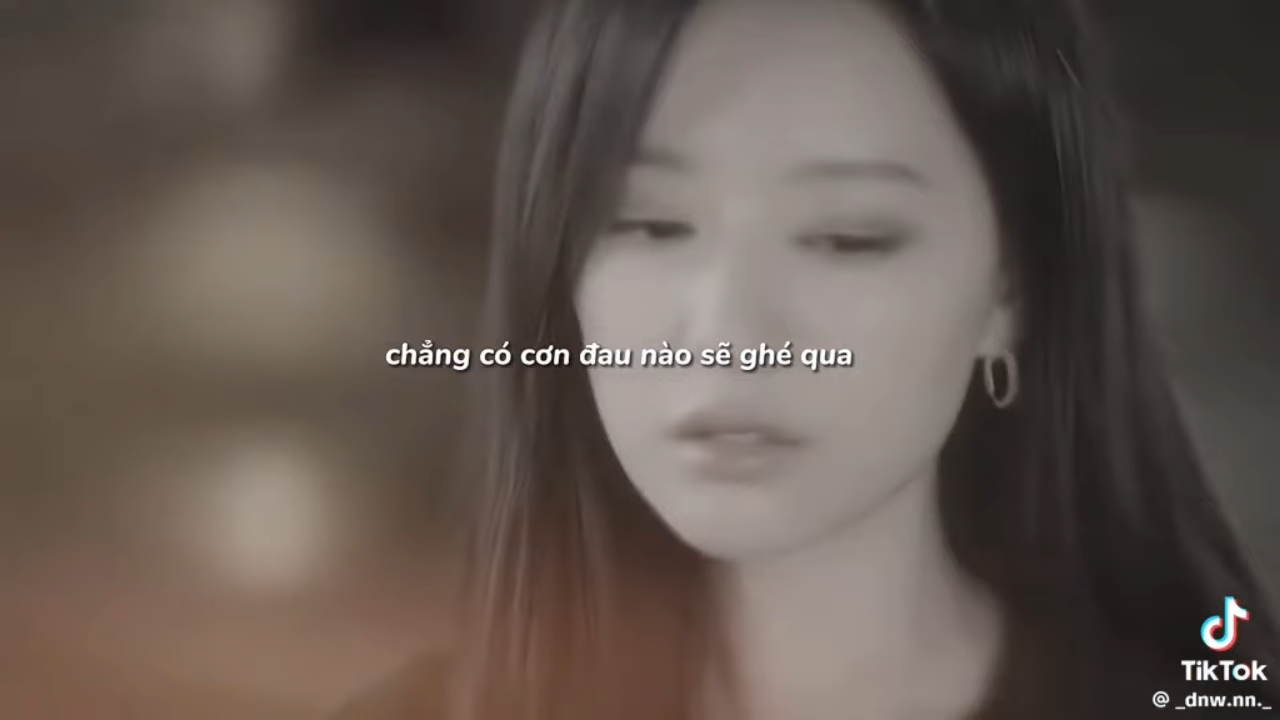 chẳng có cơn đau nào sẽ ghé qua
TikTok
@ _dnw.nn._